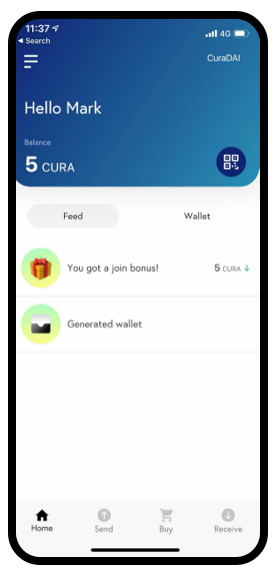 11:37
4G
◀ Search
CuraDAI
Hello Mark
Balance
5 CURA
Feed
Wallet
You got a join bonus!
5 CURA ↓
Generated wallet
Home
Send
Buy
Receive